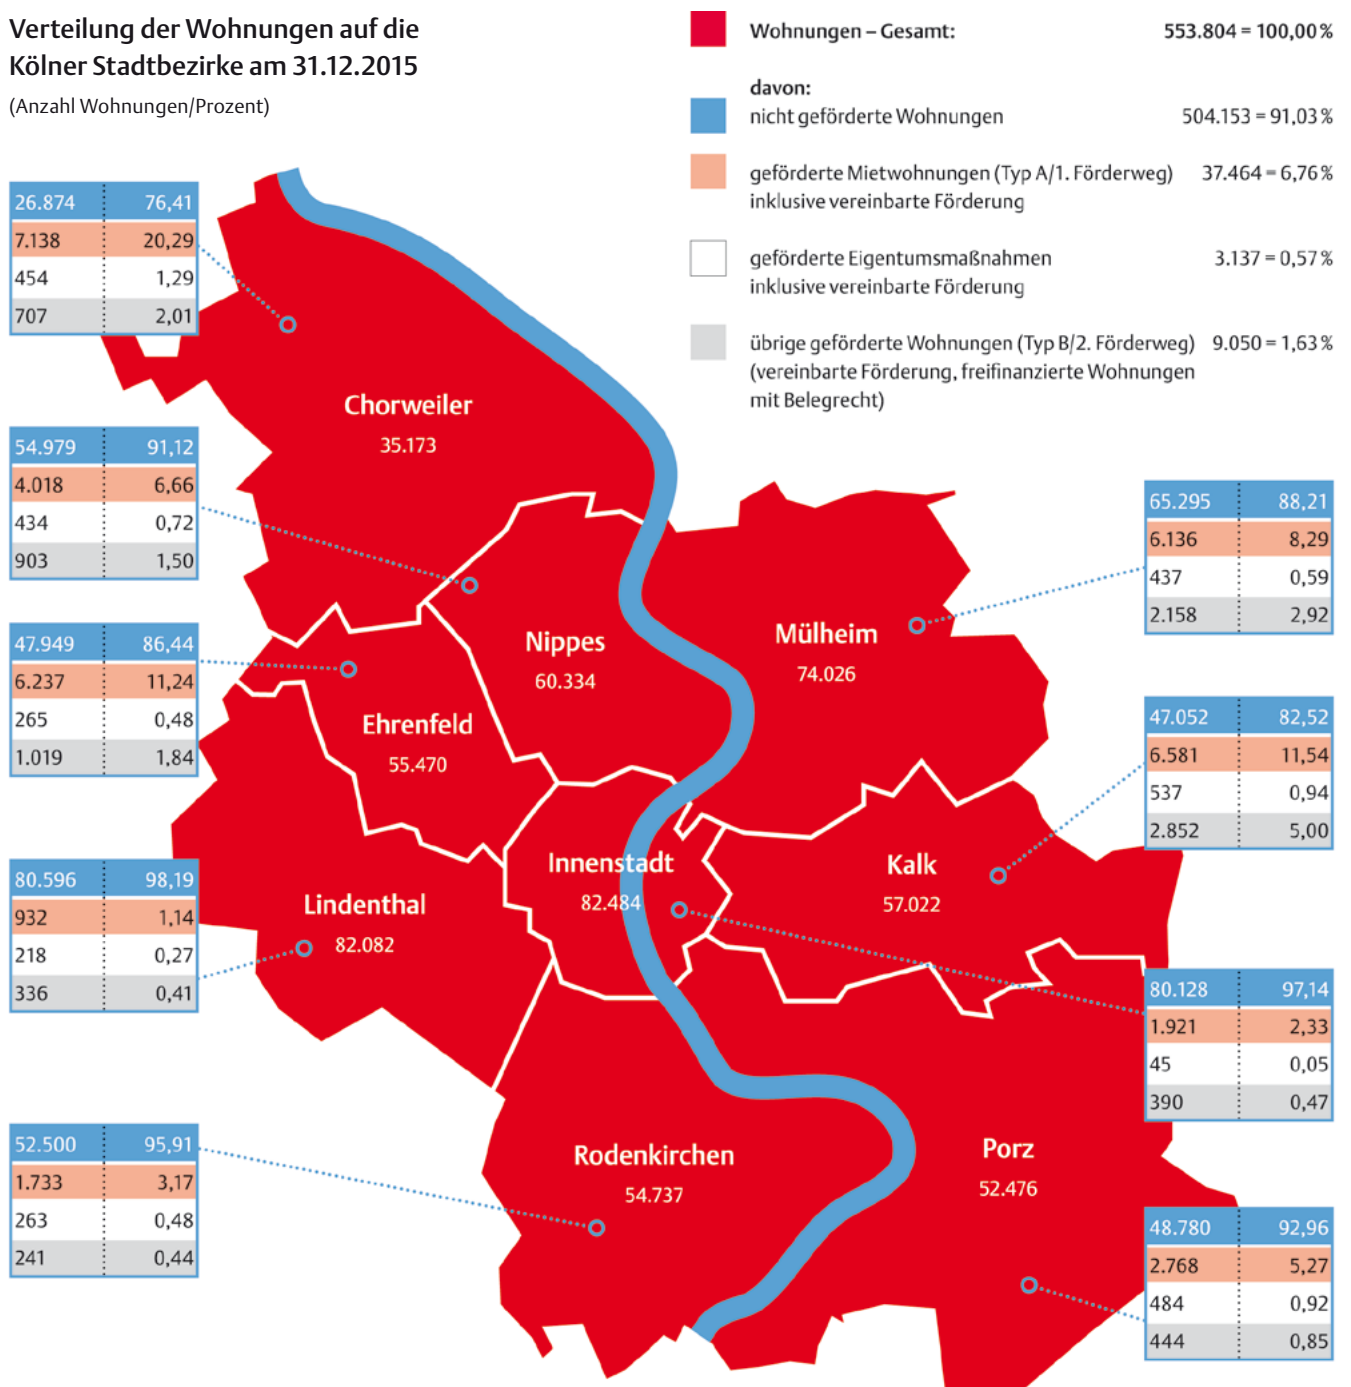 Verteilung der Wohnungen auf die
Kölner Stadtbezirke am 31.12.2015
(Anzahl Wohnungen/Prozent)
Wohnungen – Gesamt: 553.804 = 100,00 %
davon:
nicht geförderte Wohnungen 504.153 = 91,03 %
geförderte Mietwohnungen (Typ A/1. Förderweg) 37.464 = 6,76 %
inklusive vereinbarte Förderung
geförderte Eigentumsmaßnahmen 3.137 = 0,57 %
inklusive vereinbarte Förderung
übrige geförderte Wohnungen (Typ B/2. Förderweg) 9.050 = 1,63 %
(vereinbarte Förderung, freifinanzierte Wohnungen
mit Belegrecht)
26.874 76,41
7.138 20,29
454 1,29
707 2,01
Chorweiler
35.173
54.979 91,12
4.018 6,66
434 0,72
903 1,50
Nippes
60.334
65.295 88,21
6.136 8,29
437 0,59
2.158 2,92
Mülheim
74.026
47.949 86,44
6.237 11,24
265 0,48
1.019 1,84
Ehrenfeld
55.470
47.052 82,52
6.581 11,54
537 0,94
2.852 5,00
Kalk
57.022
80.596 98,19
932 1,14
218 0,27
336 0,41
Lindenthal
82.082
Innenstadt
82.484
80.128 97,14
1.921 2,33
45 0,05
390 0,47
52.500 95,91
1.733 3,17
263 0,48
241 0,44
Rodenkirchen
54.737
Porz
52.476
48.780 92,96
2.768 5,27
484 0,92
444 0,85